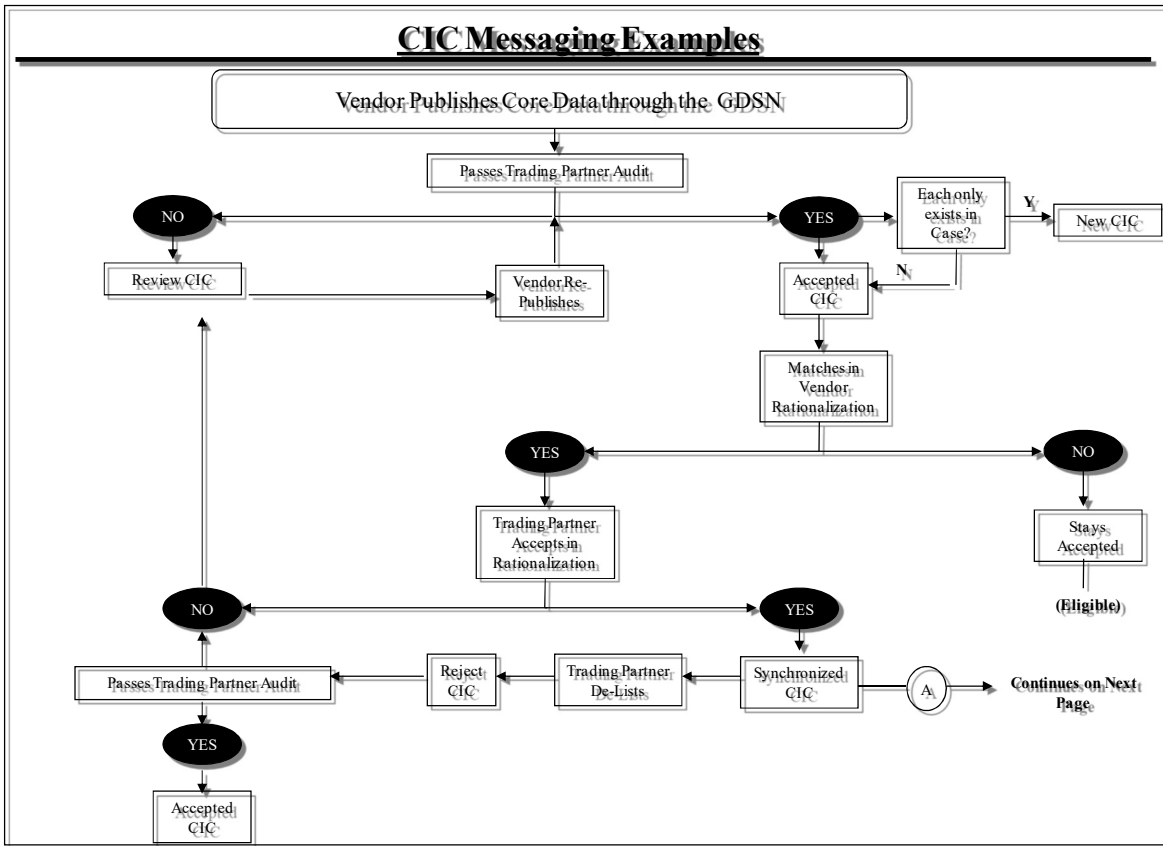 CIC Messaging Examples
Vendor Publishes Core Data through the GDSN
Passes Trading Partner Audit
NO
YES
Each only
exists in
Case?
Y
New CIC
Review CIC
Vendor Re-
Publishes
Accepted
CIC
N
Matches in
Vendor
Rationalization
YES
NO
Trading Partner
Accepts in
Rationalization
Stays
Accepted
(Eligible)
NO
YES
Passes Trading Partner Audit
Reject
CIC
Trading Partner
De-Lists
Synchronized
CIC
A
Continues on Next
Page
YES
Accepted
CIC